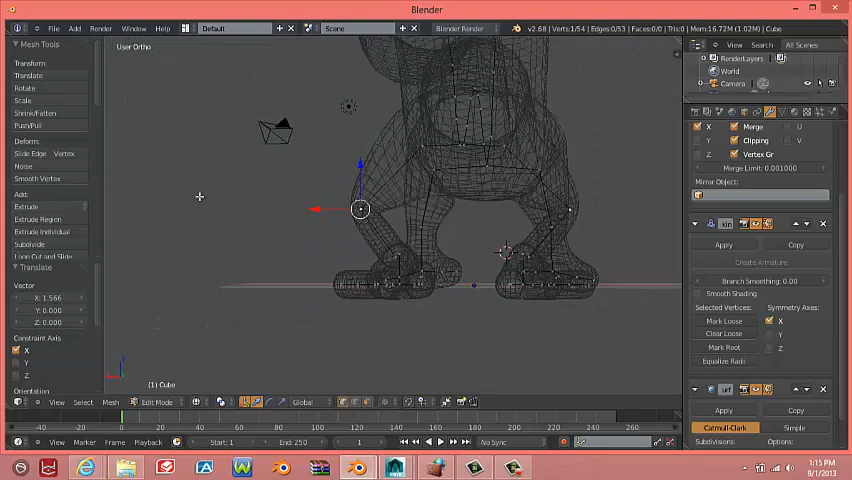 Blender
File Add Render Window Help Default Scene Blender Render v2.68 | Verts:1/54 | Edges:0/53 | Faces:0/0 | Tris:0 | Mem:16.72M (1.02M) | Cube
Mesh Tools
User Ortho
View Search All Scenes
Transform:
RenderLayers
Translate
World
Rotate
Camera
Scale
Shrink/Fatten
Push/Pull
X Merge U
Deform:
Y Clipping V
Slide Edge Vertex
Z Vertex Gr
Noise
Merge Limit: 0.001000
Smooth Vertex
Mirror Object:
Add:
Extrude
Extrude Region
kin
Extrude Individual
Subdivide
Apply Copy
Loop Cut and Slide
Create Armature
Translate
Branch Smoothing: 0.00
Vector
Smooth Shading
X: 1.566
Selected Vertices: Symmetry Axes:
Y: 0.000
Mark Loose X
Z: 0.000
Clear Loose Y
Constraint Axis
Mark Root Z
X
Equalize Radii
Y
Z
(1) Cube
urf
Orientation
View Select Mesh Edit Mode Global
Apply Copy
Catmull-Clark Simple
-40 -20 0 20 40 60 80 100 120 140 160 180 200 220 240 260
View Marker Frame Playback Start: 1 End: 250 1 No Sync
Subdivisions: Options:
1:15 PM
9/1/2013